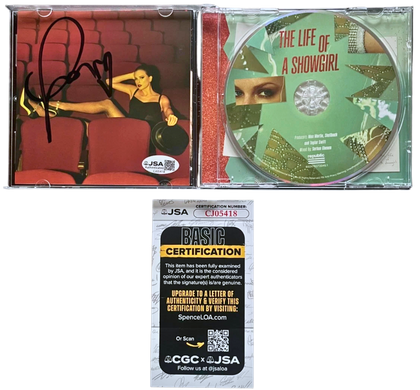 JSA
THE LIFE OF
A SHOWGIRL
JSA
CERTIFICATION NUMBER:
CJ05418
BASIC
CERTIFICATION
This item has been fully examined
by JSA, and it is the considered
opinion of our expert authenticators
that the signature(s) is/are genuine.
UPGRADE TO A LETTER OF
AUTHENTICITY & VERIFY THIS
CERTIFICATION BY VISITING:
SpenceLOA.com
Or Scan
CGC x JSA
Follow us at @jsaloa